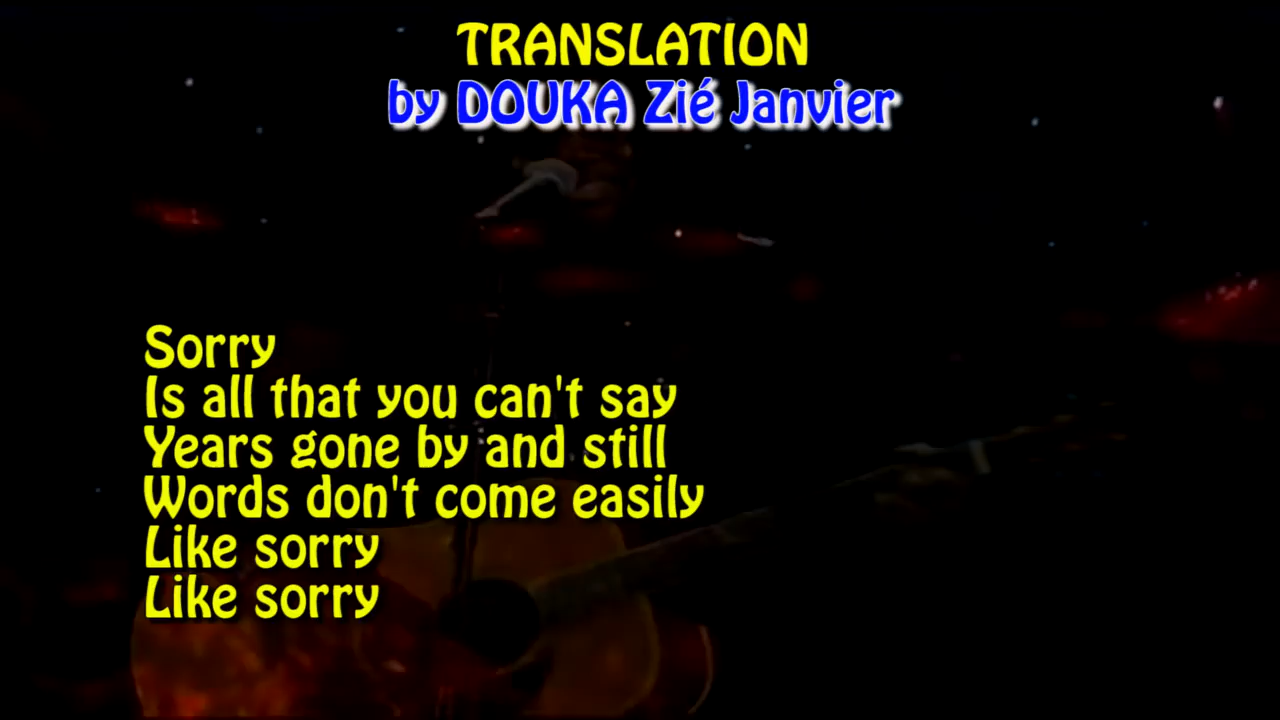 TRANSLATION
by DOUKA Zié Janvier
Sorry
Is all that you can't say
Years gone by and still
Words don't come easily
Like sorry
Like sorry